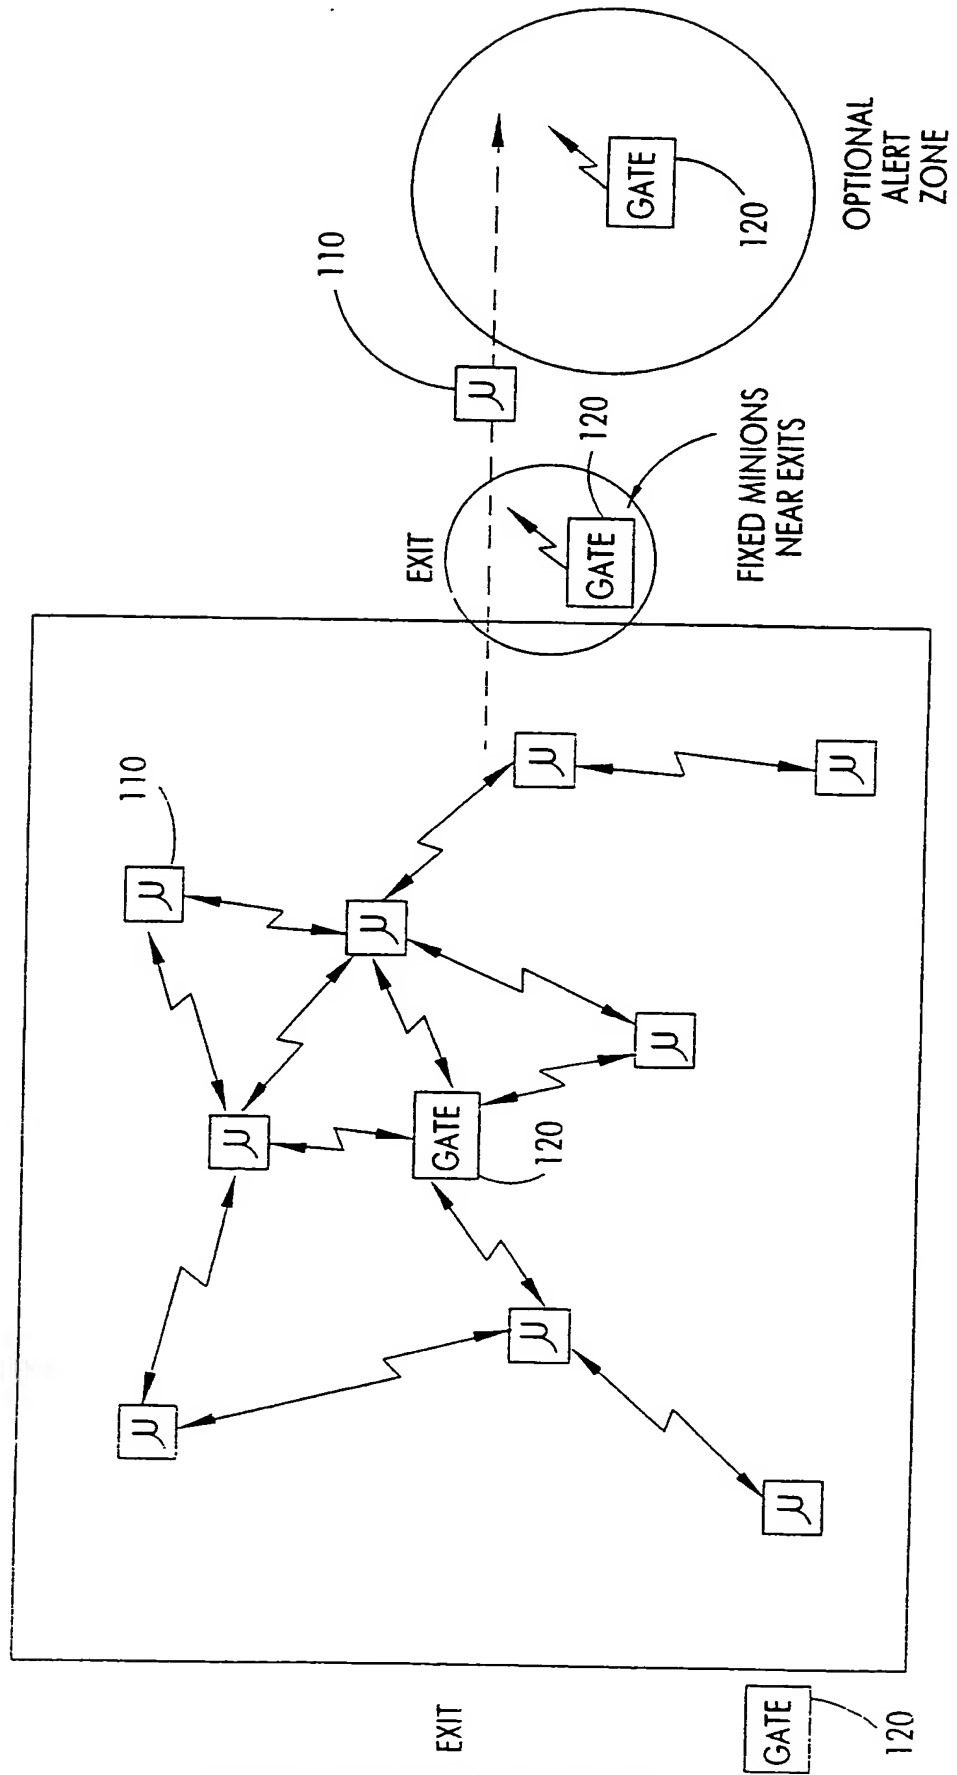 110
μ
μ
μ
110
μ
EXIT
GATE
EXIT
μ
120
μ
μ
120
GATE
GATE
μ
120
FIXED MINIONS
NEAR EXITS
GATE
120
μ
μ
OPTIONAL
ALERT
ZONE
120